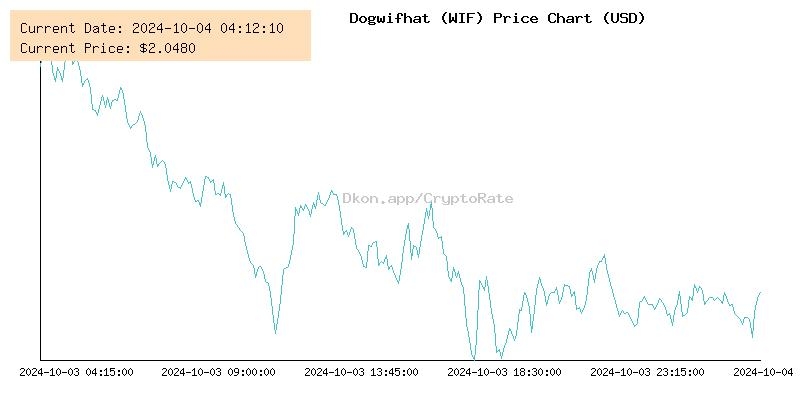 Dogwifhat (WIF) Price Chart (USD)
Current Date: 2024-10-04 04:12:10
Current Price: $2.0480
Dkon.app/CryptoRate
2024-10-03 04:15:00 2024-10-03 09:00:00 2024-10-03 13:45:00 2024-10-03 18:30:00 2024-10-03 23:15:00 2024-10-04